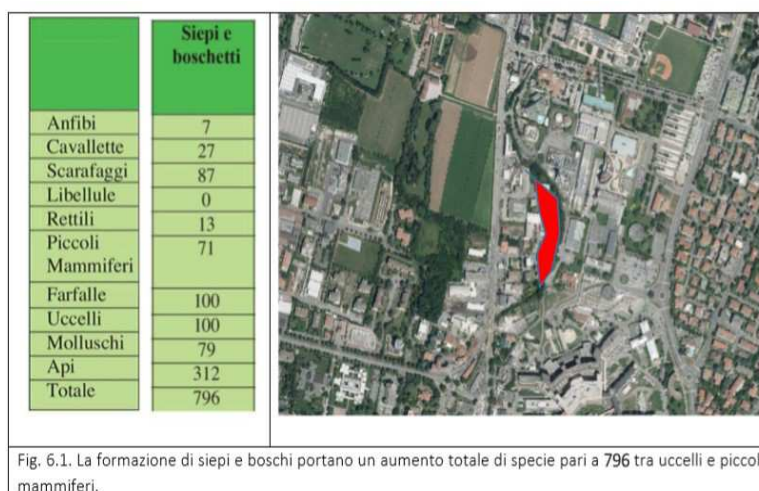 Siepi e
boschetti
Anfibi 7
Cavallette 27
Scarafaggi 87
Libellule 0
Rettili 13
Piccoli 71
Mammiferi
Farfalle 100
Uccelli 100
Molluschi 79
Api 312
Totale 796
Fig. 6.1. La formazione di siepi e boschi portano un aumento totale di specie pari a 796 tra uccelli e piccol
mammiferi.